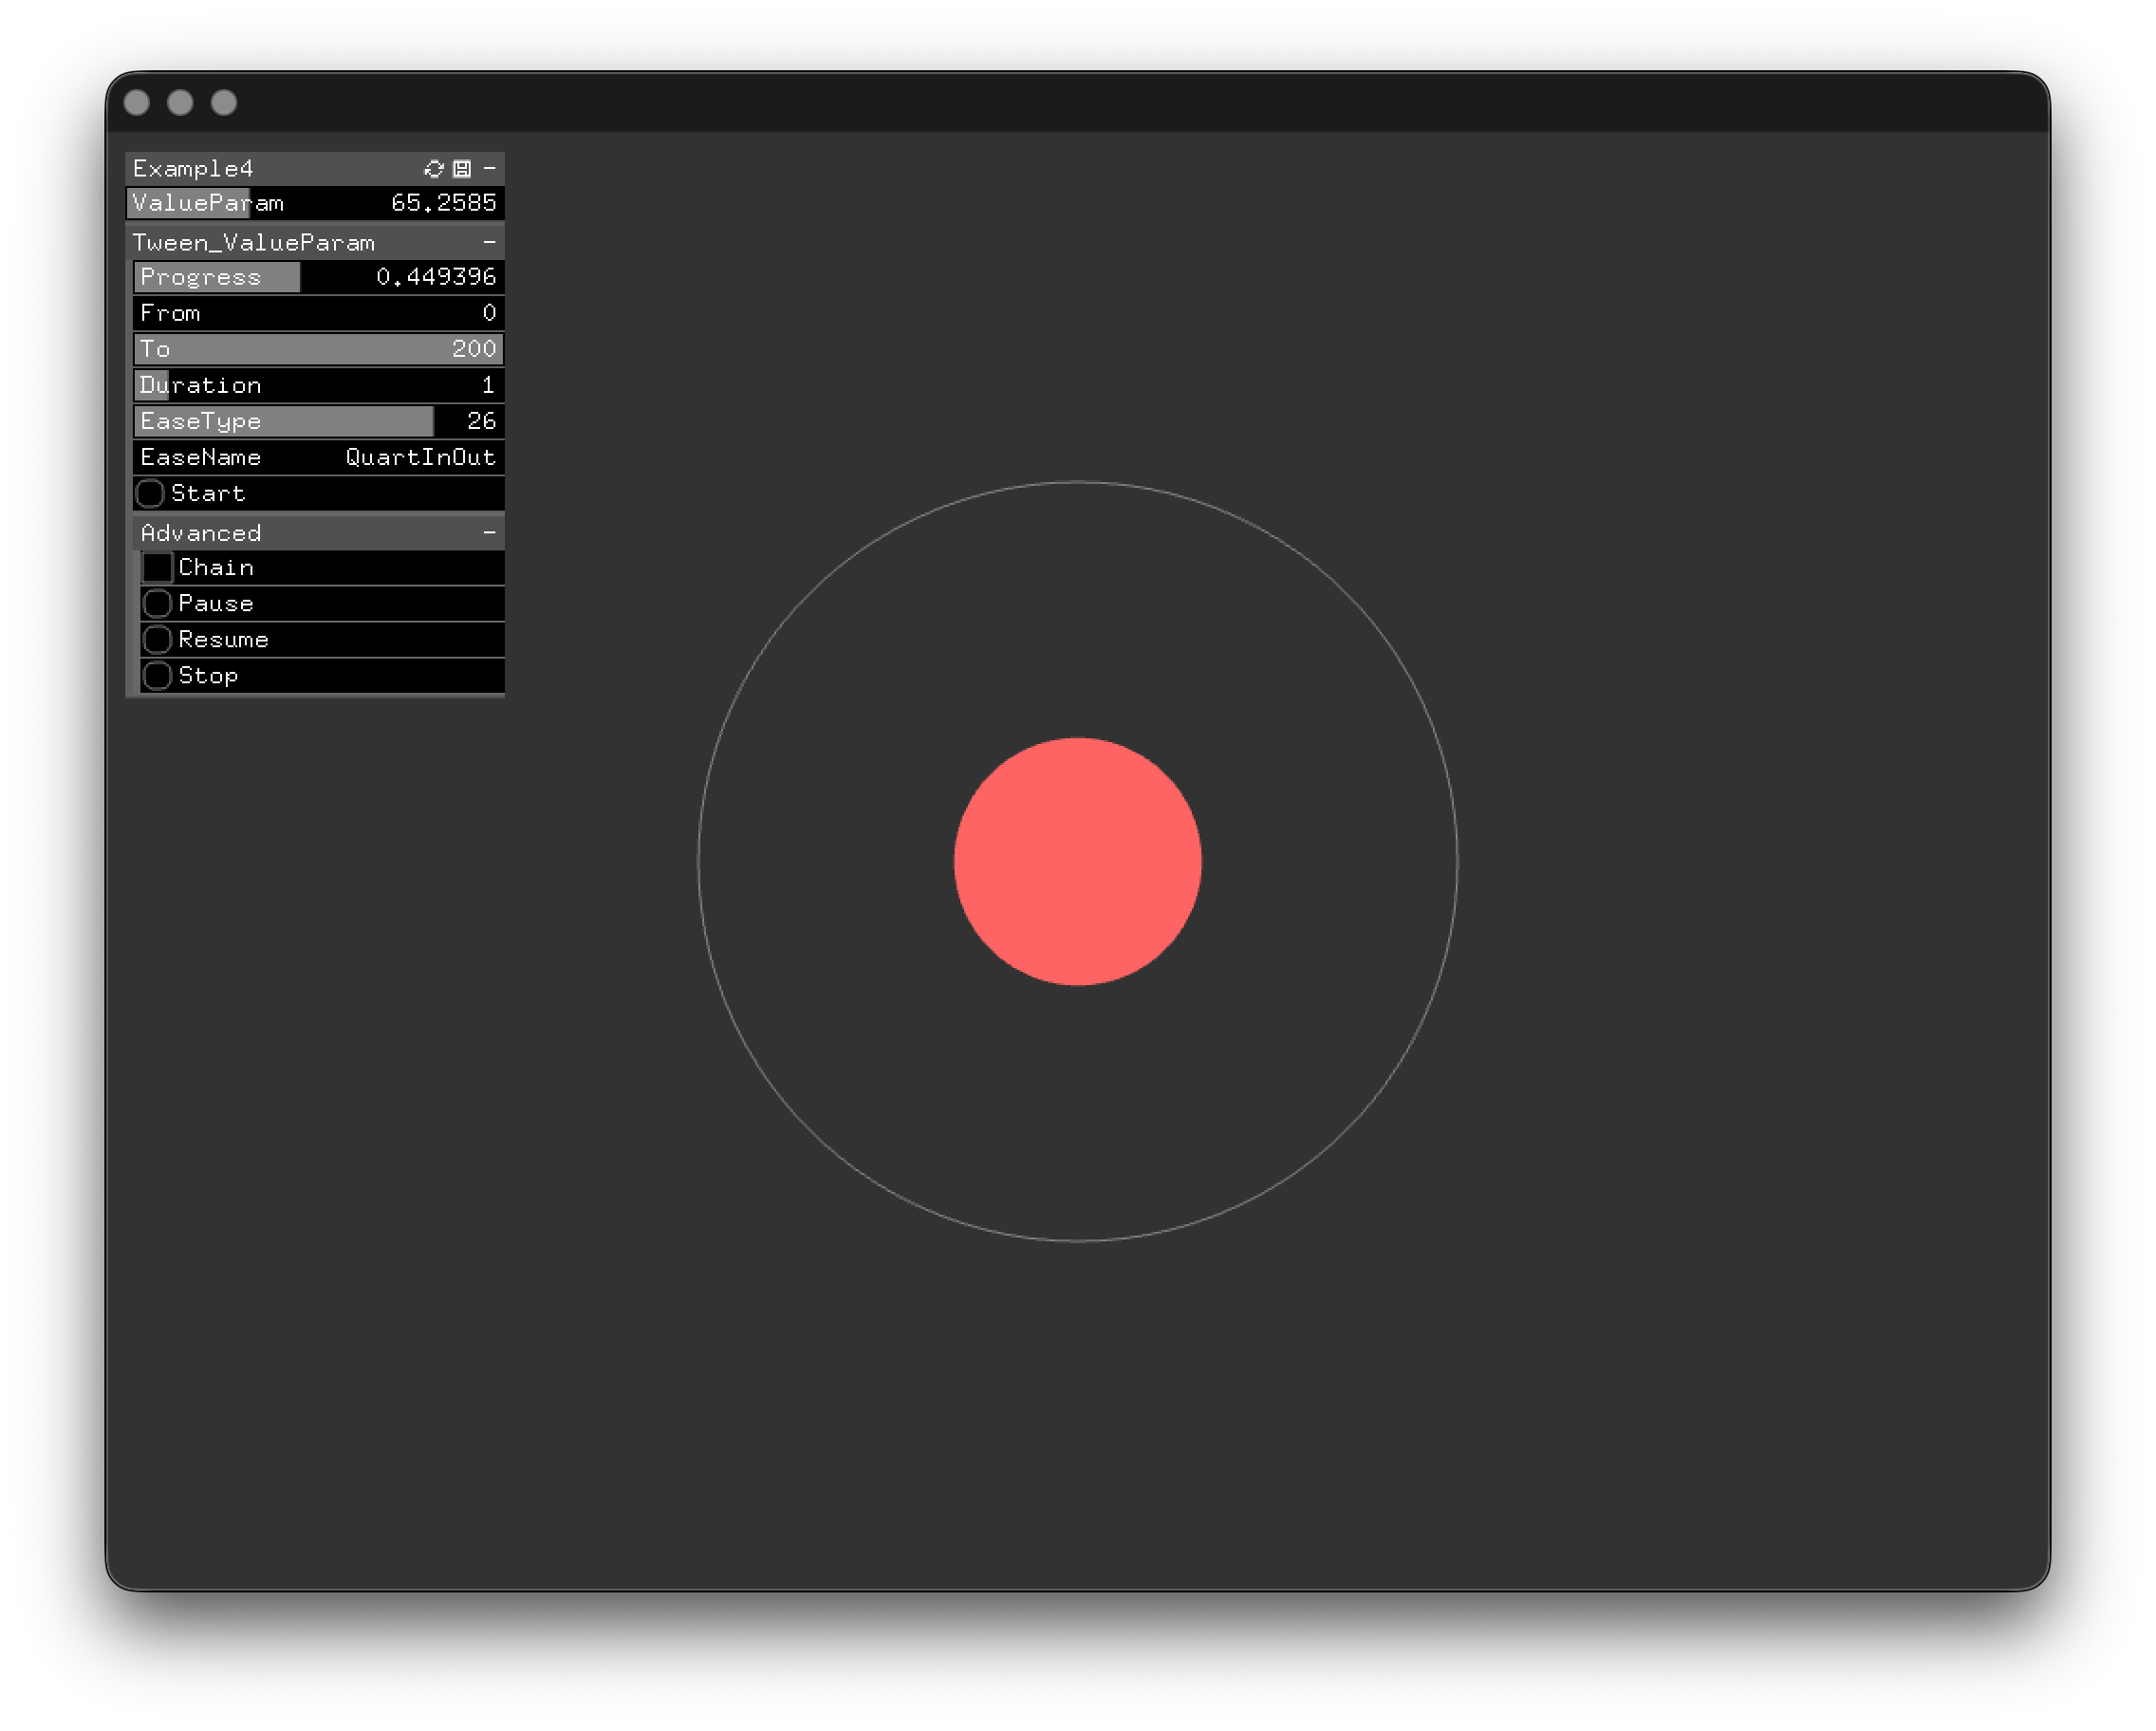 Example4
ValueParam 65.2585
Tween_ValueParam
Progress 0.449396
From 0
To 200
Duration 1
EaseType 26
EaseName QuartInOut
Start
Advanced
Chain
Pause
Resume
Stop